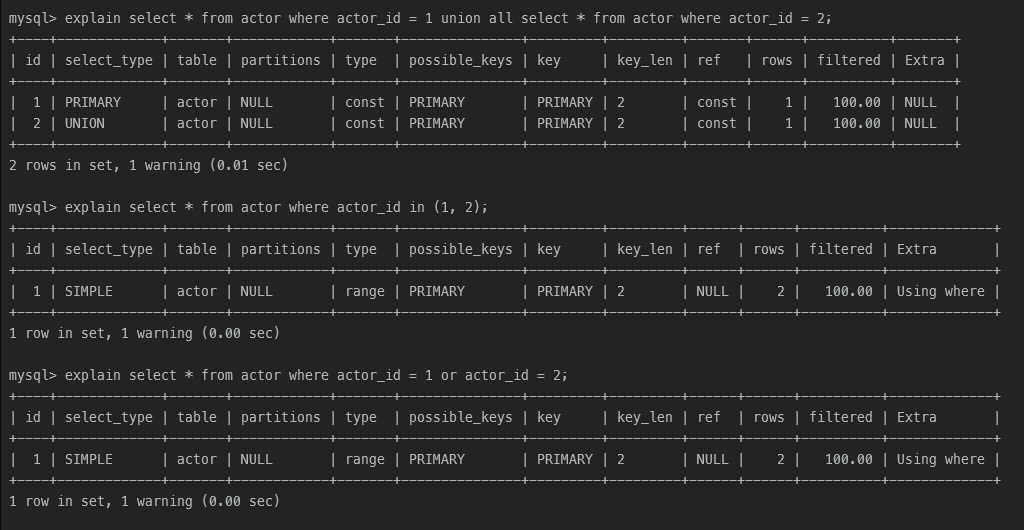 mysql> explain select * from actor where actor_id = 1 union all select * from actor where actor_id = 2;
+----+-------------+-------+------------+-------+---------------+---------+---------+-------+------+----------+-------+
| id | select_type | table | partitions | type  | possible_keys | key     | key_len | ref   | rows | filtered | Extra |
+----+-------------+-------+------------+-------+---------------+---------+---------+-------+------+----------+-------+
|  1 | PRIMARY     | actor | NULL       | const | PRIMARY       | PRIMARY | 2       | const |    1 |   100.00 | NULL  |
|  2 | UNION       | actor | NULL       | const | PRIMARY       | PRIMARY | 2       | const |    1 |   100.00 | NULL  |
+----+-------------+-------+------------+-------+---------------+---------+---------+-------+------+----------+-------+
2 rows in set, 1 warning (0.01 sec)

mysql> explain select * from actor where actor_id in (1, 2);
+----+-------------+-------+------------+-------+---------------+---------+---------+------+------+----------+-------------+
| id | select_type | table | partitions | type  | possible_keys | key     | key_len | ref  | rows | filtered | Extra       |
+----+-------------+-------+------------+-------+---------------+---------+---------+------+------+----------+-------------+
|  1 | SIMPLE      | actor | NULL       | range | PRIMARY       | PRIMARY | 2       | NULL |    2 |   100.00 | Using where |
+----+-------------+-------+------------+-------+---------------+---------+---------+------+------+----------+-------------+
1 row in set, 1 warning (0.00 sec)

mysql> explain select * from actor where actor_id = 1 or actor_id = 2;
+----+-------------+-------+------------+-------+---------------+---------+---------+------+------+----------+-------------+
| id | select_type | table | partitions | type  | possible_keys | key     | key_len | ref  | rows | filtered | Extra       |
+----+-------------+-------+------------+-------+---------------+---------+---------+------+------+----------+-------------+
|  1 | SIMPLE      | actor | NULL       | range | PRIMARY       | PRIMARY | 2       | NULL |    2 |   100.00 | Using where |
+----+-------------+-------+------------+-------+---------------+---------+---------+------+------+----------+-------------+
1 row in set, 1 warning (0.00 sec)